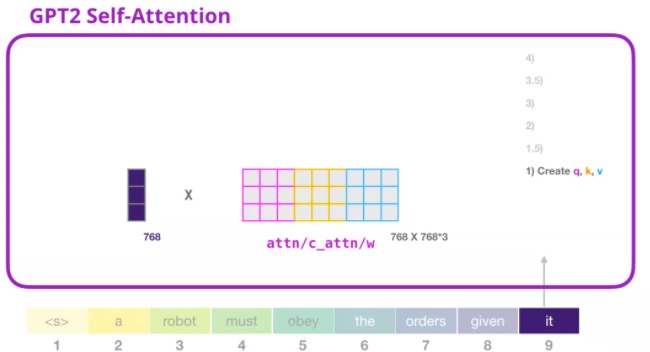 GPT2 Self-Attention
4)
3.5)
3)
2)
1.5)
1) Create q, k, v
X
768
attn/c_attn/w
768 X 768*3
<s> a robot must obey the orders given it
1 2 3 4 5 6 7 8 9